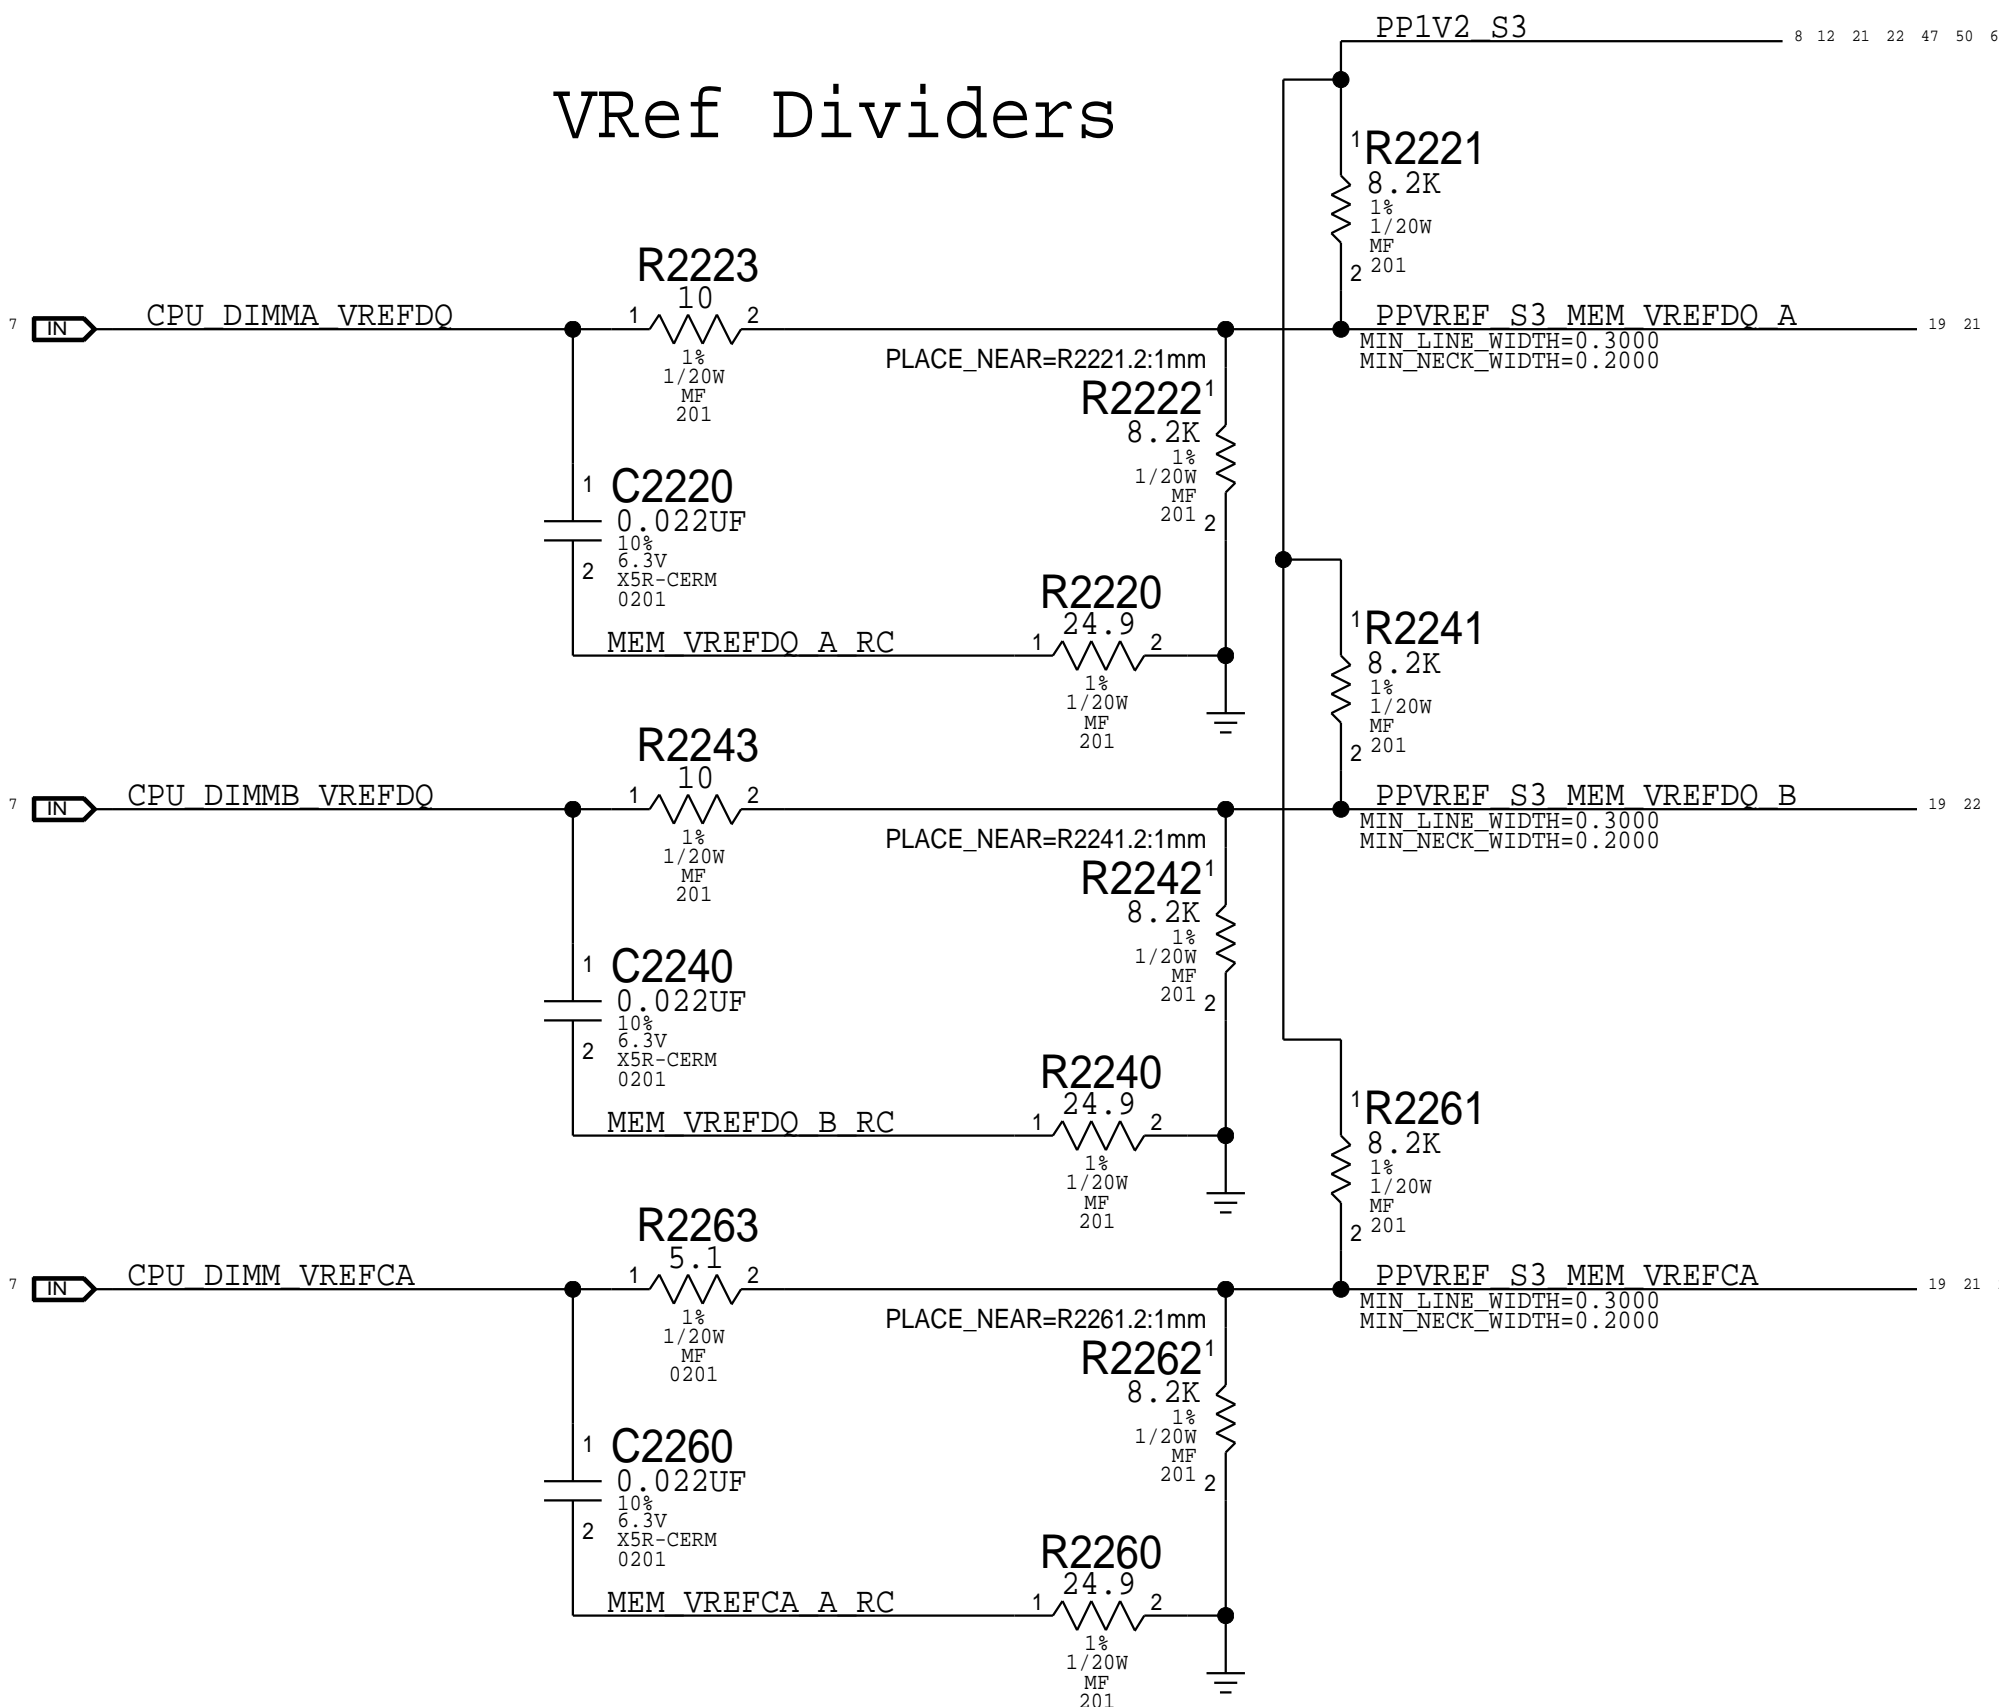 PP1V2_S3
8 12 21 22 47 50 6
VRef Dividers
1 R2221
8.2K
1%
1/20W
MF
2 201
R2223
10
7 IN CPU_DIMMA_VREFDQ 1 2 PPVREF_S3_MEM_VREFDQ_A 19 21
1%
1/20W
MF
201
MIN_LINE_WIDTH=0.3000
MIN_NECK_WIDTH=0.2000
PLACE_NEAR=R2221.2:1mm
R2222 1
8.2K
1%
1/20W
MF
201 2
1 C2220
0.022UF
10%
6.3V
2 X5R-CERM
0201
R2220
24.9
MEM_VREFDQ_A_RC 1 2
1%
1/20W
MF
201
1 R2241
8.2K
1%
1/20W
MF
2 201
R2243
10
7 IN CPU_DIMMB_VREFDQ 1 2 PPVREF_S3_MEM_VREFDQ_B 19 22
1%
1/20W
MF
201
MIN_LINE_WIDTH=0.3000
MIN_NECK_WIDTH=0.2000
PLACE_NEAR=R2241.2:1mm
R2242 1
8.2K
1%
1/20W
MF
201 2
1 C2240
0.022UF
10%
6.3V
2 X5R-CERM
0201
R2240
24.9
MEM_VREFDQ_B_RC 1 2
1%
1/20W
MF
201
1 R2261
8.2K
1%
1/20W
MF
2 201
R2263
5.1
7 IN CPU_DIMM_VREFCA 1 2 PPVREF_S3_MEM_VREFCA 19 21
1%
1/20W
MF
0201
MIN_LINE_WIDTH=0.3000
MIN_NECK_WIDTH=0.2000
PLACE_NEAR=R2261.2:1mm
R2262 1
8.2K
1%
1/20W
MF
201 2
1 C2260
0.022UF
10%
6.3V
2 X5R-CERM
0201
R2260
24.9
MEM_VREFCA_A_RC 1 2
1%
1/20W
MF
201